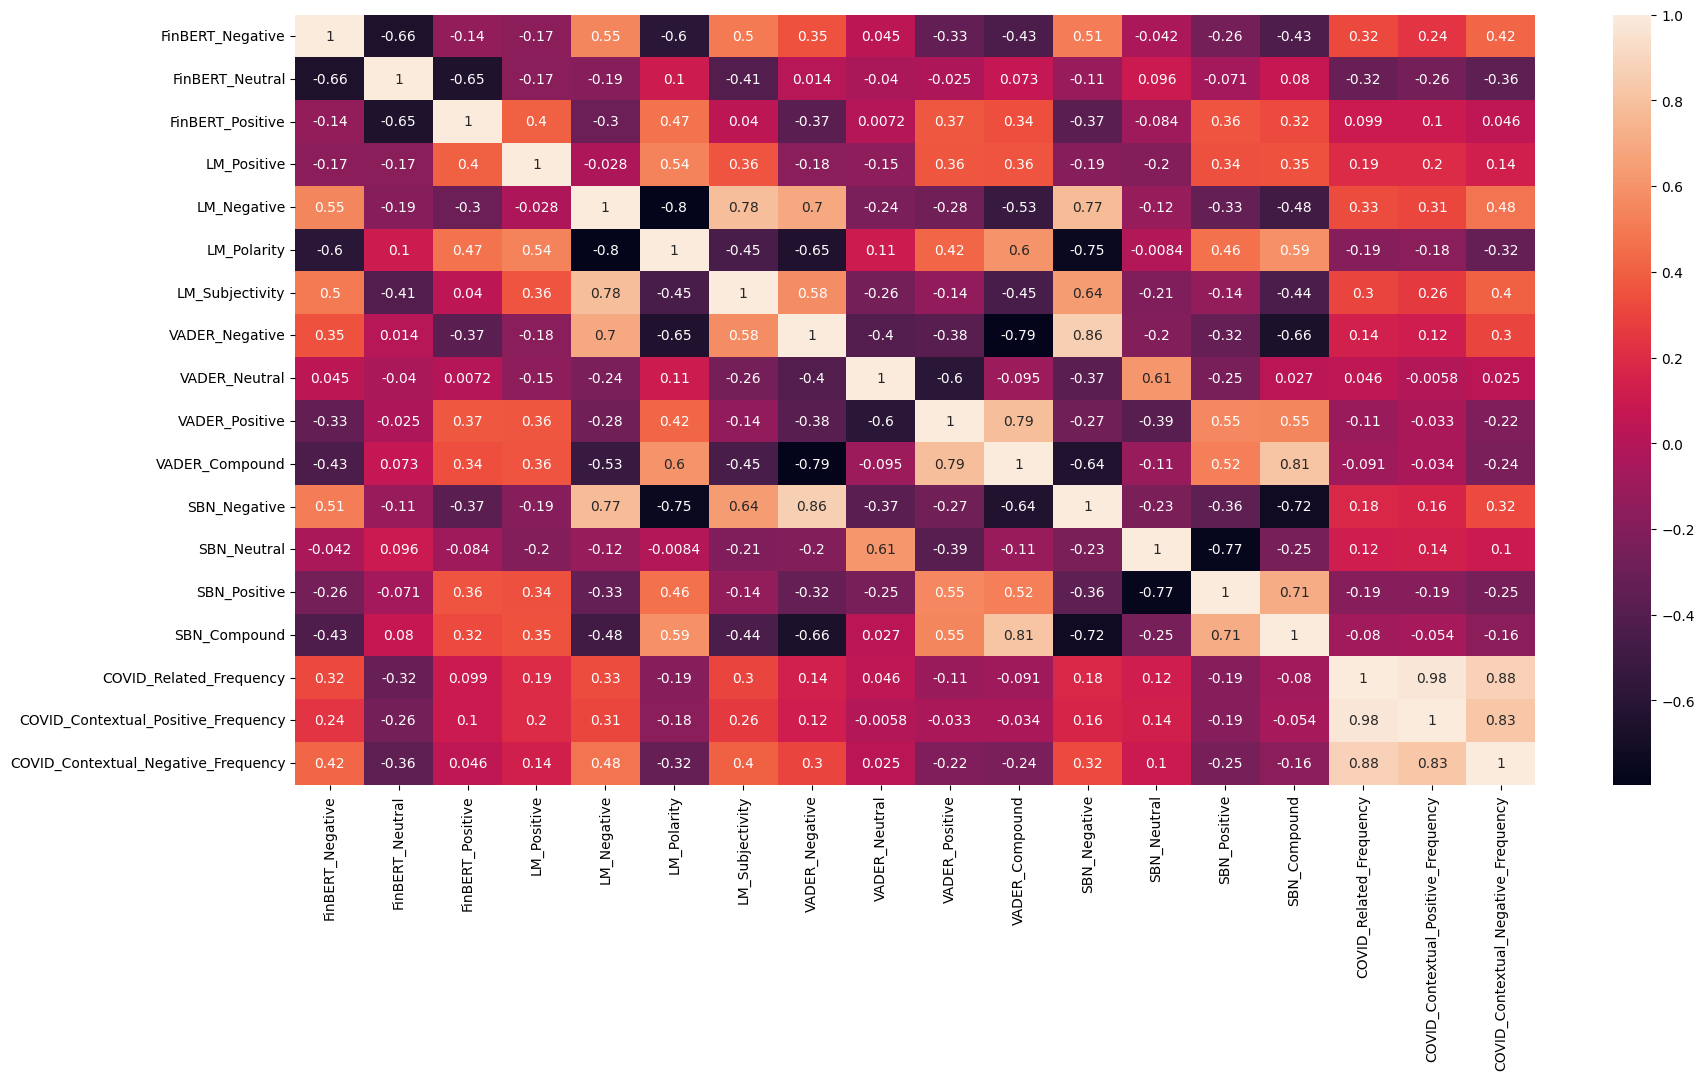 FinBERT_Negative 1 -0.66 -0.14 -0.17 0.55 -0.6 0.5 0.35 0.045 -0.33 -0.43 0.51 -0.042 -0.26 -0.43 0.32 0.24 0.42
FinBERT_Neutral -0.66 1 -0.65 -0.17 -0.19 0.1 -0.41 0.014 -0.04 -0.025 0.073 -0.11 0.096 -0.071 0.08 -0.32 -0.26 -0.36
FinBERT_Positive -0.14 -0.65 1 0.4 -0.3 0.47 0.04 -0.37 0.0072 0.37 0.34 -0.37 -0.084 0.36 0.32 0.099 0.1 0.046
LM_Positive -0.17 -0.17 0.4 1 -0.028 0.54 0.36 -0.18 -0.15 0.36 0.36 -0.19 -0.2 0.34 0.35 0.19 0.2 0.14
LM_Negative 0.55 -0.19 -0.3 -0.028 1 -0.8 0.78 0.7 -0.24 -0.28 -0.53 0.77 -0.12 -0.33 -0.48 0.33 0.31 0.48
LM_Polarity -0.6 0.1 0.47 0.54 -0.8 1 -0.45 -0.65 0.11 0.42 0.6 -0.75 -0.0084 0.46 0.59 -0.19 -0.18 -0.32
LM_Subjectivity 0.5 -0.41 0.04 0.36 0.78 -0.45 1 0.58 -0.26 -0.14 -0.45 0.64 -0.21 -0.14 -0.44 0.3 0.26 0.4
VADER_Negative 0.35 0.014 -0.37 -0.18 0.7 -0.65 0.58 1 -0.4 -0.38 -0.79 0.86 -0.2 -0.32 -0.66 0.14 0.12 0.3
VADER_Neutral 0.045 -0.04 0.0072 -0.15 -0.24 0.11 -0.26 -0.4 1 -0.6 -0.095 -0.37 0.61 -0.25 0.027 0.046 -0.0058 0.025
VADER_Positive -0.33 -0.025 0.37 0.36 -0.28 0.42 -0.14 -0.38 -0.6 1 0.79 -0.27 -0.39 0.55 0.55 -0.11 -0.033 -0.22
VADER_Compound -0.43 0.073 0.34 0.36 -0.53 0.6 -0.45 -0.79 -0.095 0.79 1 -0.64 -0.11 0.52 0.81 -0.091 -0.034 -0.24
SBN_Negative 0.51 -0.11 -0.37 -0.19 0.77 -0.75 0.64 0.86 -0.37 -0.27 -0.64 1 -0.23 -0.36 -0.72 0.18 0.16 0.32
SBN_Neutral -0.042 0.096 -0.084 -0.2 -0.12 -0.0084 -0.21 -0.2 0.61 -0.39 -0.11 -0.23 1 -0.77 -0.25 0.12 0.14 0.1
SBN_Positive -0.26 -0.071 0.36 0.34 -0.33 0.46 -0.14 -0.32 -0.25 0.55 0.52 -0.36 -0.77 1 0.71 -0.19 -0.19 -0.25
SBN_Compound -0.43 0.08 0.32 0.35 -0.48 0.59 -0.44 -0.66 0.027 0.55 0.81 -0.72 -0.25 0.71 1 -0.08 -0.054 -0.16
COVID_Related_Frequency 0.32 -0.32 0.099 0.19 0.33 -0.19 0.3 0.14 0.046 -0.11 -0.091 0.18 0.12 -0.19 -0.08 1 0.98 0.88
COVID_Contextual_Positive_Frequency 0.24 -0.26 0.1 0.2 0.31 -0.18 0.26 0.12 -0.0058 -0.033 -0.034 0.16 0.14 -0.19 -0.054 0.98 1 0.83
COVID_Contextual_Negative_Frequency 0.42 -0.36 0.046 0.14 0.48 -0.32 0.4 0.3 0.025 -0.22 -0.24 0.32 0.1 -0.25 -0.16 0.88 0.83 1
FinBERT_Negative
FinBERT_Neutral
FinBERT_Positive
LM_Positive
LM_Negative
LM_Polarity
LM_Subjectivity
VADER_Negative
VADER_Neutral
VADER_Positive
VADER_Compound
SBN_Negative
SBN_Neutral
SBN_Positive
SBN_Compound
COVID_Related_Frequency
COVID_Contextual_Positive_Frequency
COVID_Contextual_Negative_Frequency
1.0
0.8
0.6
0.4
0.2
0.0
−0.2
−0.4
−0.6